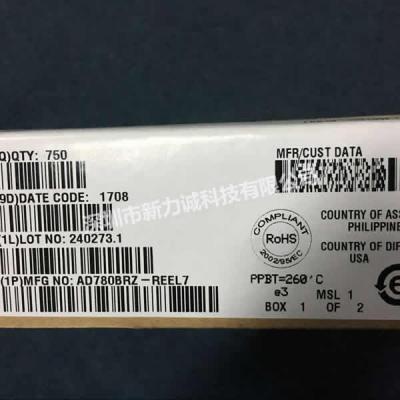 Q)QTY: 750
MFR/CUST DATA
9D)DATE CODE: 1708
深圳市新力诚科技有限公司
(1L)LOT NO: 240273.1
COMPLIANT
RoHS
2002/95/EC
COUNTRY OF ASS
PHILIPPINE
COUNTRY OF DIF
USA
(1P)MFG NO: AD780BRZ-REEL7
PPBT=260°C
e3 MSL 1
BOX 1 OF 2